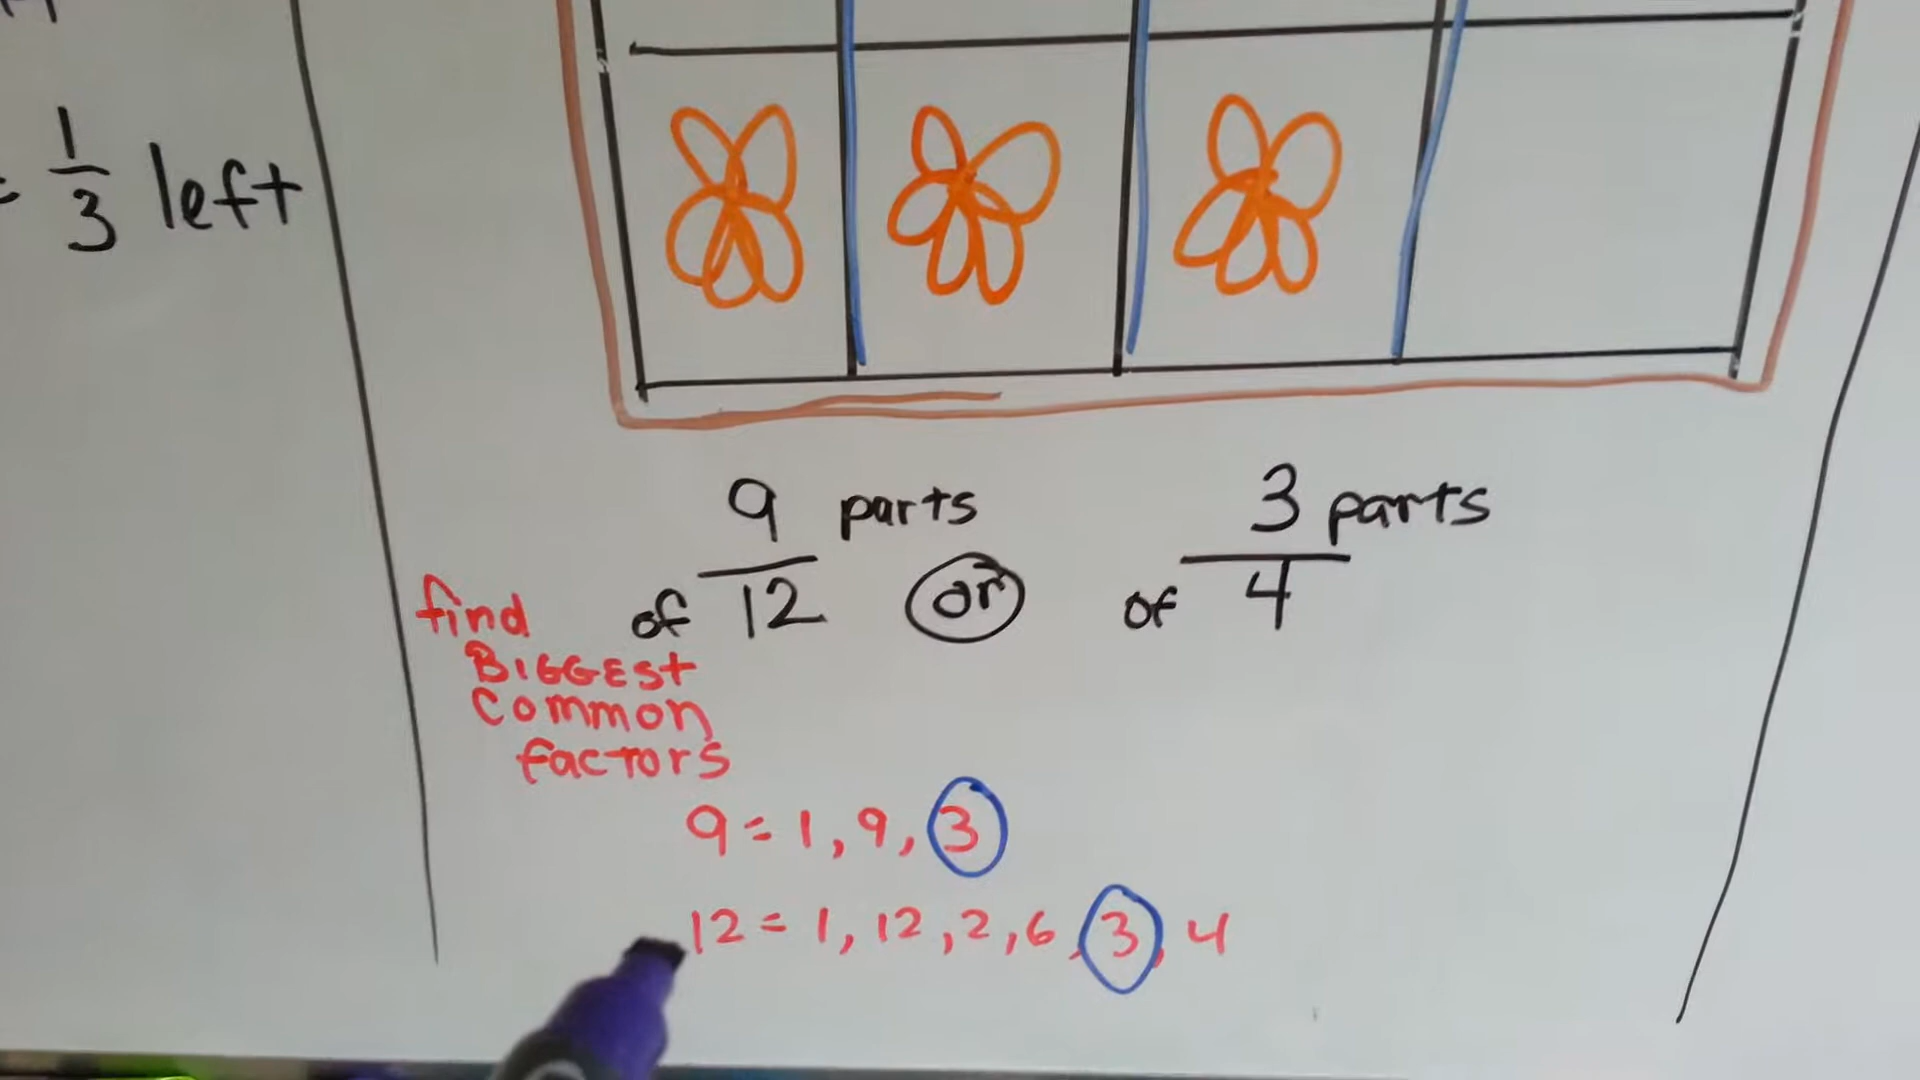 = 1/3 left
9/12 parts
of
or
3/4 parts
of
find
BIGGEST
common
factors
9 = 1, 9, 3
12 = 1, 12, 2, 6, 3, 4